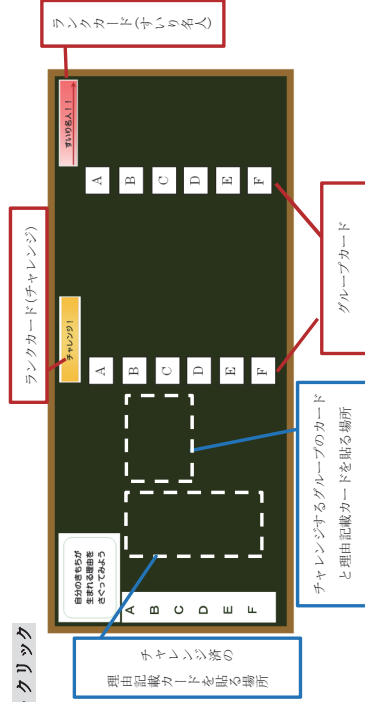 クリック
ランクカード(チャレンジ)
ランクカード(すいり名人)
自分のきもちが
生まれる理由を
さぐってみよう
チャレンジ！
すいり名人！！
A
B
C
D
E
F
A
B
C
D
E
F
A
B
C
D
E
F
チャレンジ済の
理由記載カードを貼る場所
チャレンジするグループのカード
と理由記載カードを貼る場所
グループカード